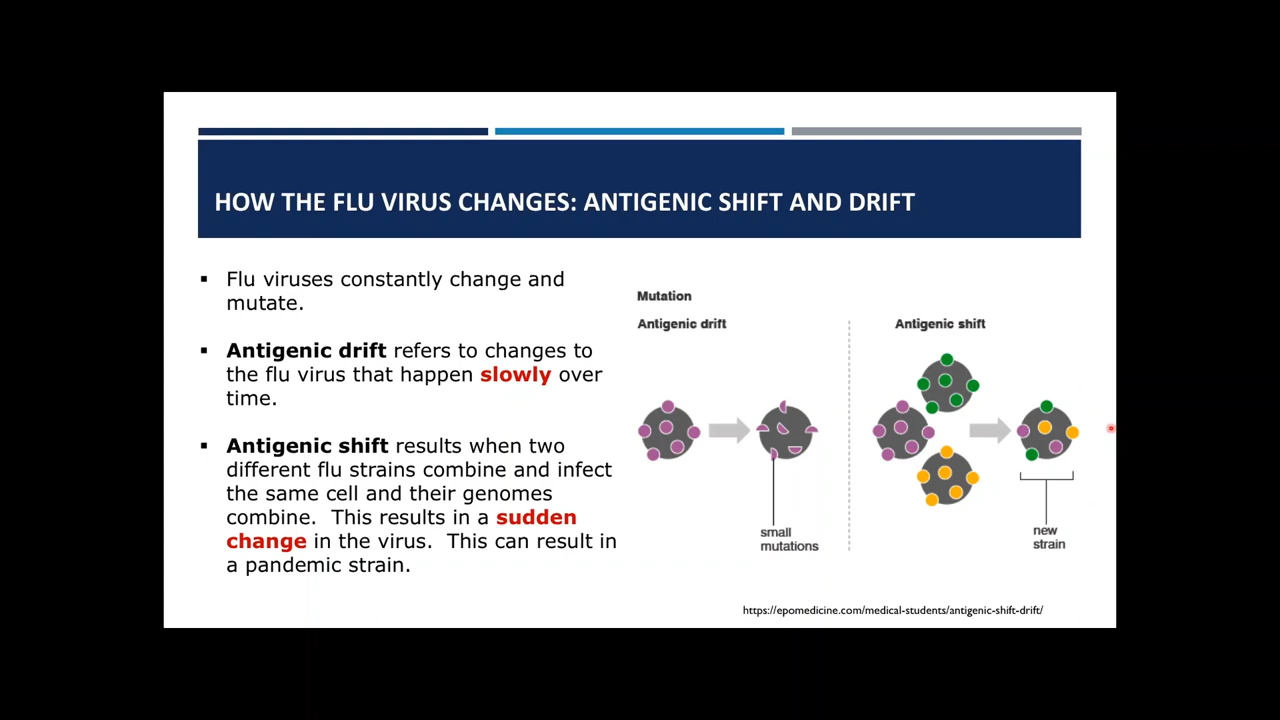 HOW THE FLU VIRUS CHANGES: ANTIGENIC SHIFT AND DRIFT
▪ Flu viruses constantly change and
mutate.
▪ Antigenic drift refers to changes to
the flu virus that happen slowly over
time.
▪ Antigenic shift results when two
different flu strains combine and infect
the same cell and their genomes
combine.  This results in a sudden
change in the virus.  This can result in
a pandemic strain.
Mutation
Antigenic drift
small
mutations
Antigenic shift
new
strain
https://epomedicine.com/medical-students/antigenic-shift-drift/